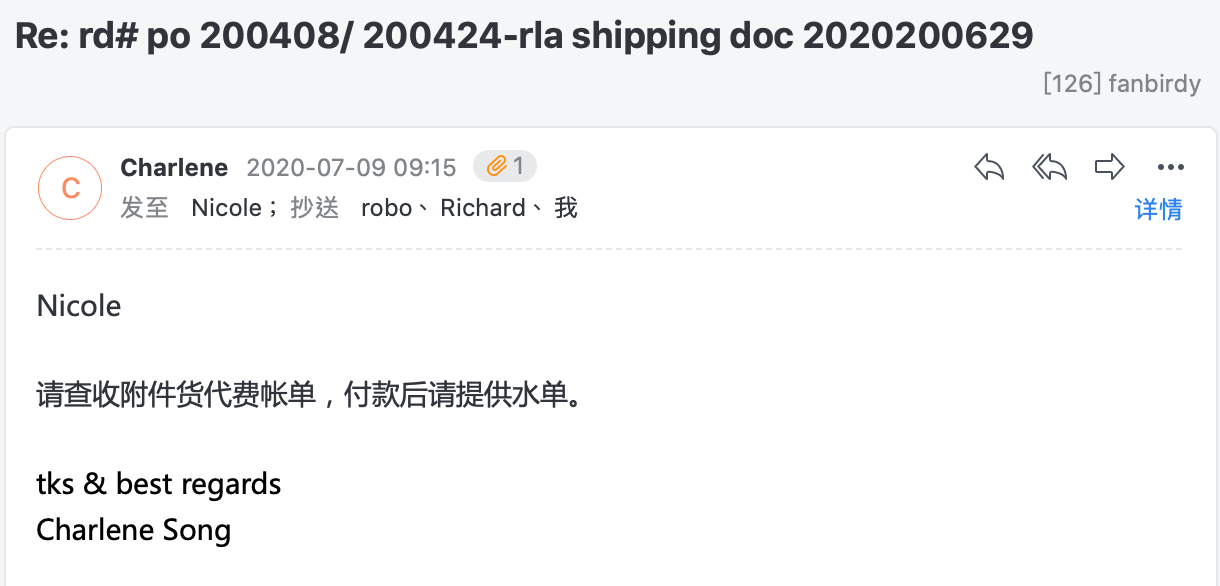 Re: rd# po 200408/ 200424-rla shipping doc 2020200629
[126] fanbirdy
C
Charlene 2020-07-09 09:15 1
发至 Nicole； 抄送 robo、Richard、我
详情
Nicole
请查收附件货代费帐单，付款后请提供水单。
tks & best regards
Charlene Song